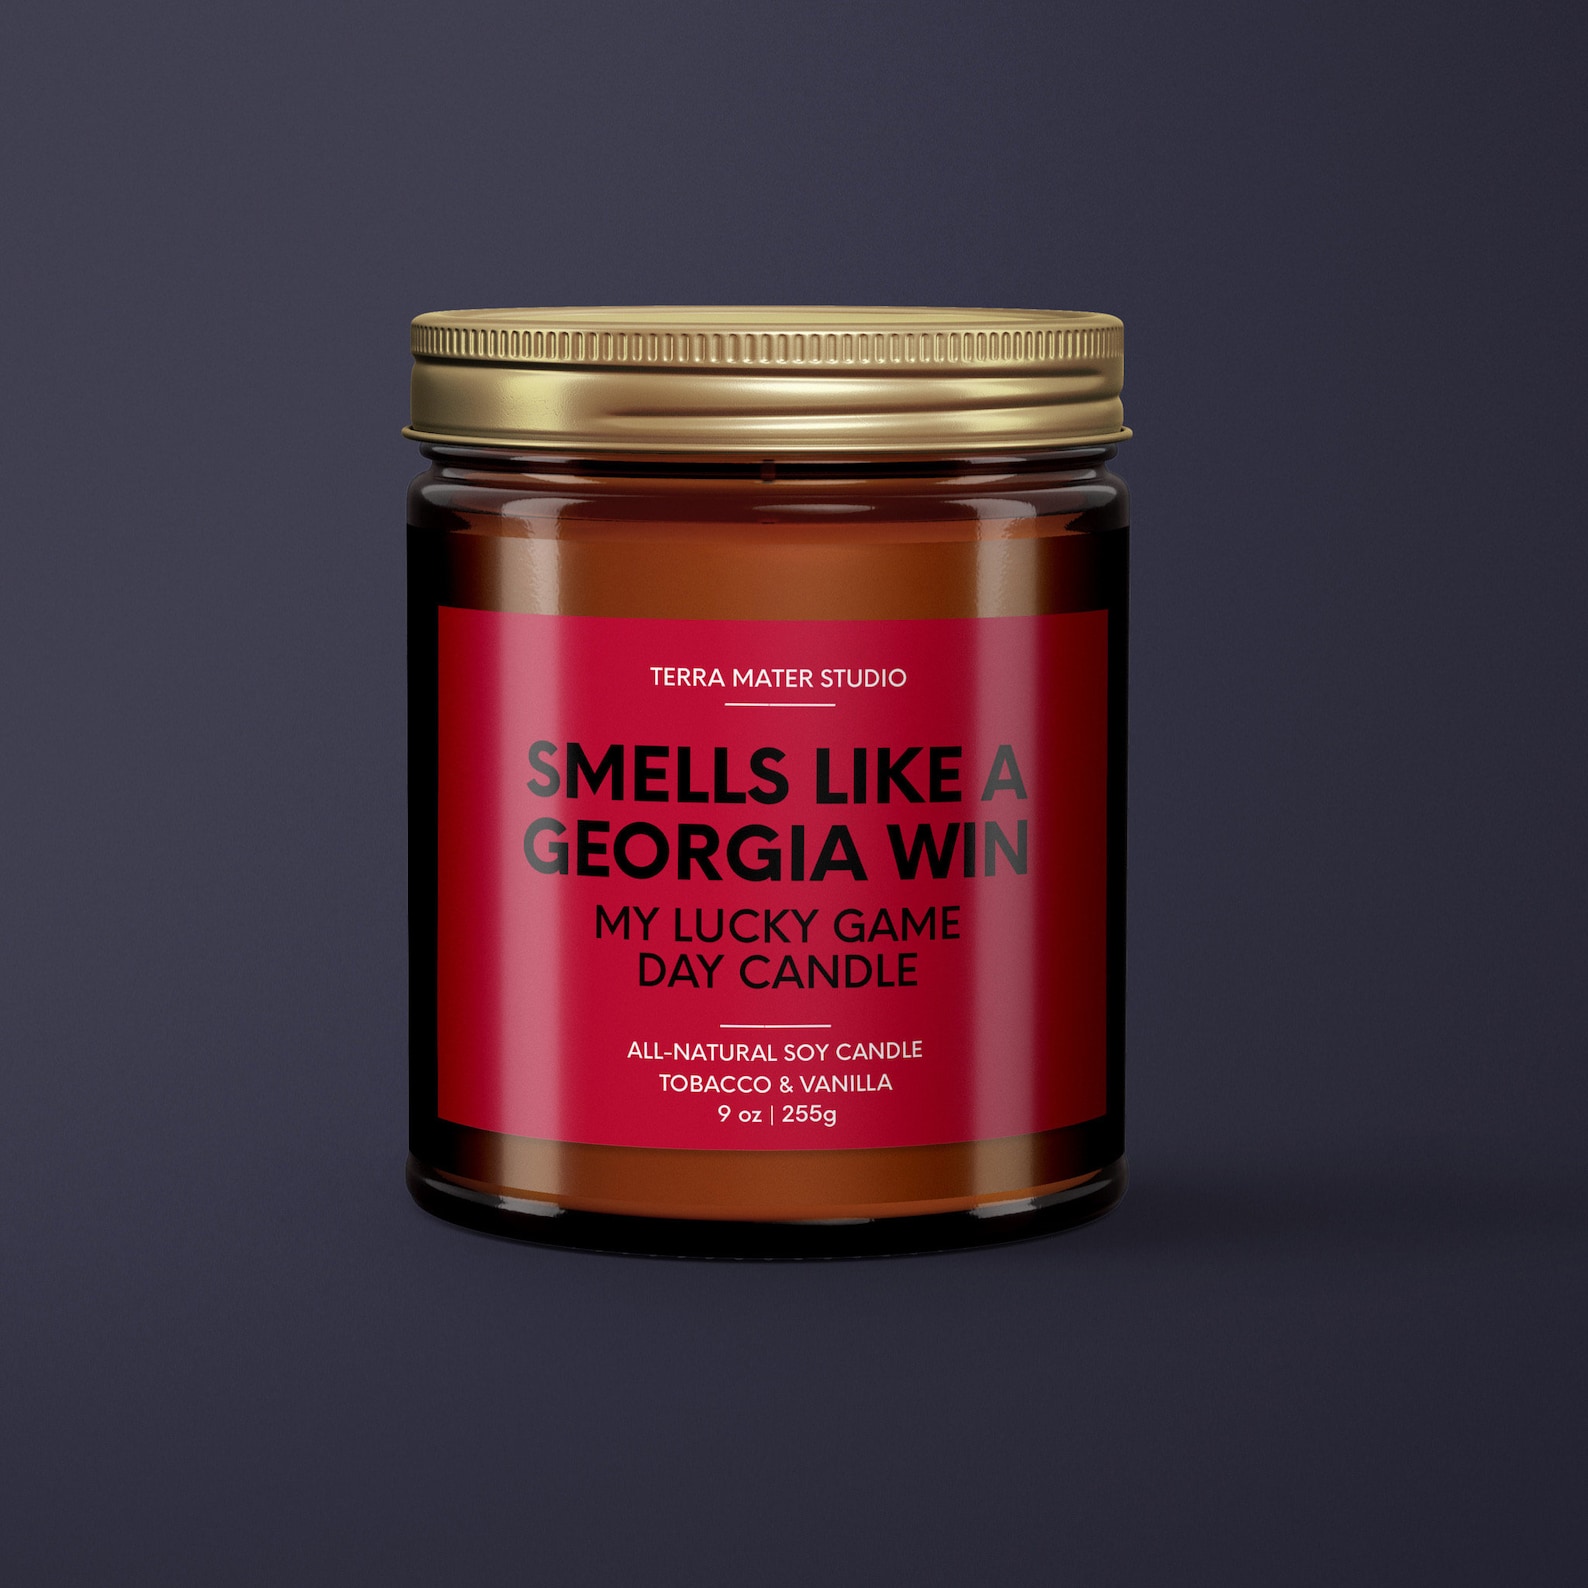 TERRA MATER STUDIO
SMELLS LIKE A
GEORGIA WIN
MY LUCKY GAME
DAY CANDLE
ALL-NATURAL SOY CANDLE
TOBACCO & VANILLA
9 oz | 255g